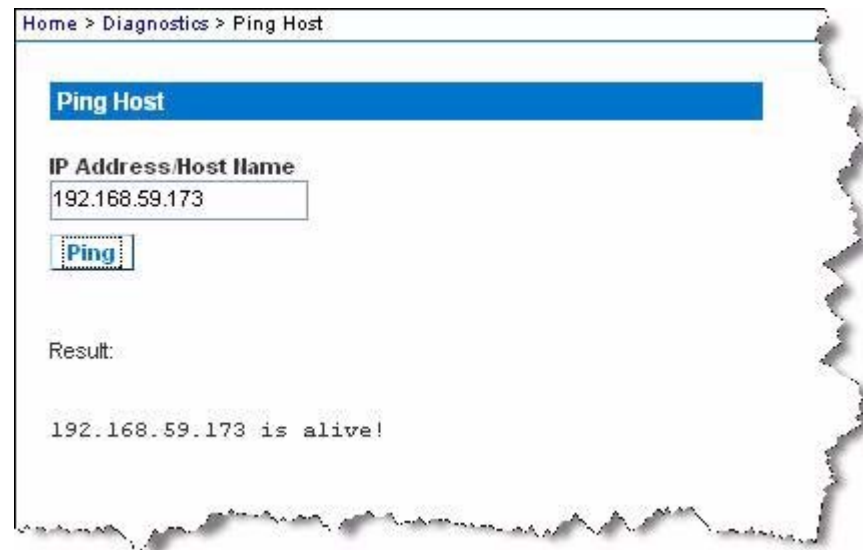 Home > Diagnostics > Ping Host
Ping Host
IP Address/Host Name
192.168.59.173
Ping
Result:
192.168.59.173 is alive!